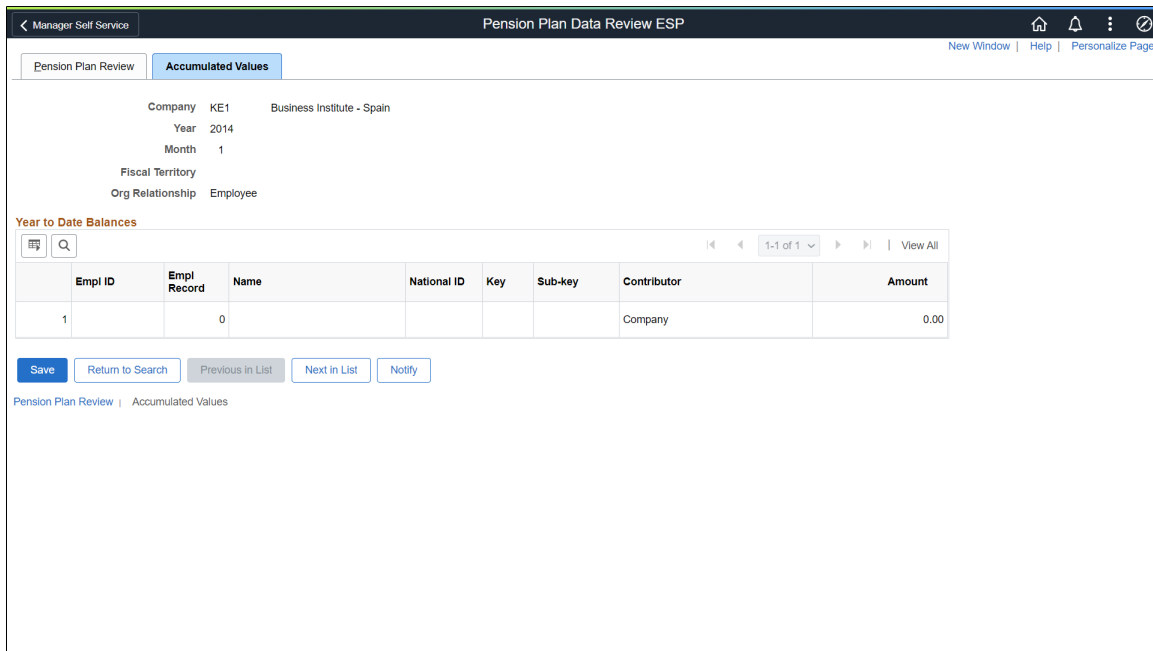 Manager Self Service
Pension Plan Data Review ESP
New Window | Help | Personalize Page
Pension Plan Review
Accumulated Values
Company KE1 Business Institute - Spain
Year 2014
Month 1
Fiscal Territory
Org Relationship Employee
Year to Date Balances
1-1 of 1 | View All
Empl ID Empl Record Name National ID Key Sub-key Contributor Amount
1 0 Company 0.00
Save Return to Search Previous in List Next in List Notify
Pension Plan Review | Accumulated Values